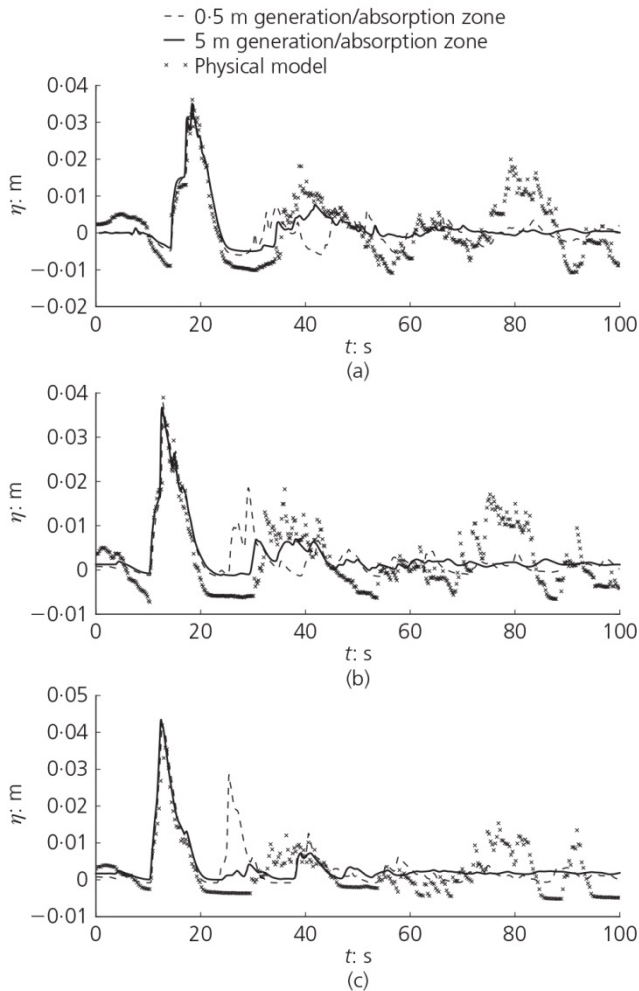 0·5 m generation/absorption zone
5 m generation/absorption zone
Physical model
0·04
0·03
0·02
0·01
0
−0·01
−0·02
η: m
0 20 40 60 80 100
t: s
(a)
0·04
0·03
0·02
0·01
0
−0·01
η: m
0 20 40 60 80 100
t: s
(b)
0·05
0·04
0·03
0·02
0·01
0
−0·01
η: m
0 20 40 60 80 100
t: s
(c)